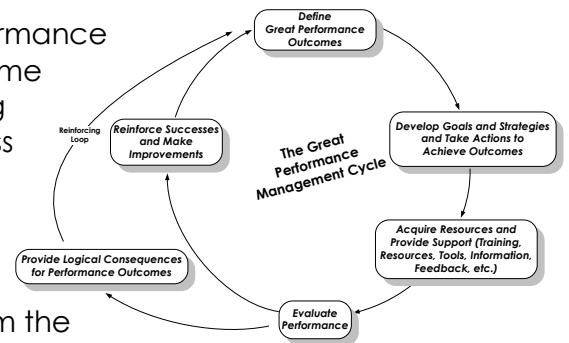 rmance
me
g
ss
m the
Define
Great Performance
Outcomes
Develop Goals and Strategies
and Take Actions to
Achieve Outcomes
Acquire Resources and
Provide Support (Training,
Resources, Tools, Information,
Feedback, etc.)
Evaluate
Performance
Provide Logical Consequences
for Performance Outcomes
Reinforcing
Loop
Reinforce Successes
and Make
Improvements
The Great
Performance
Management Cycle